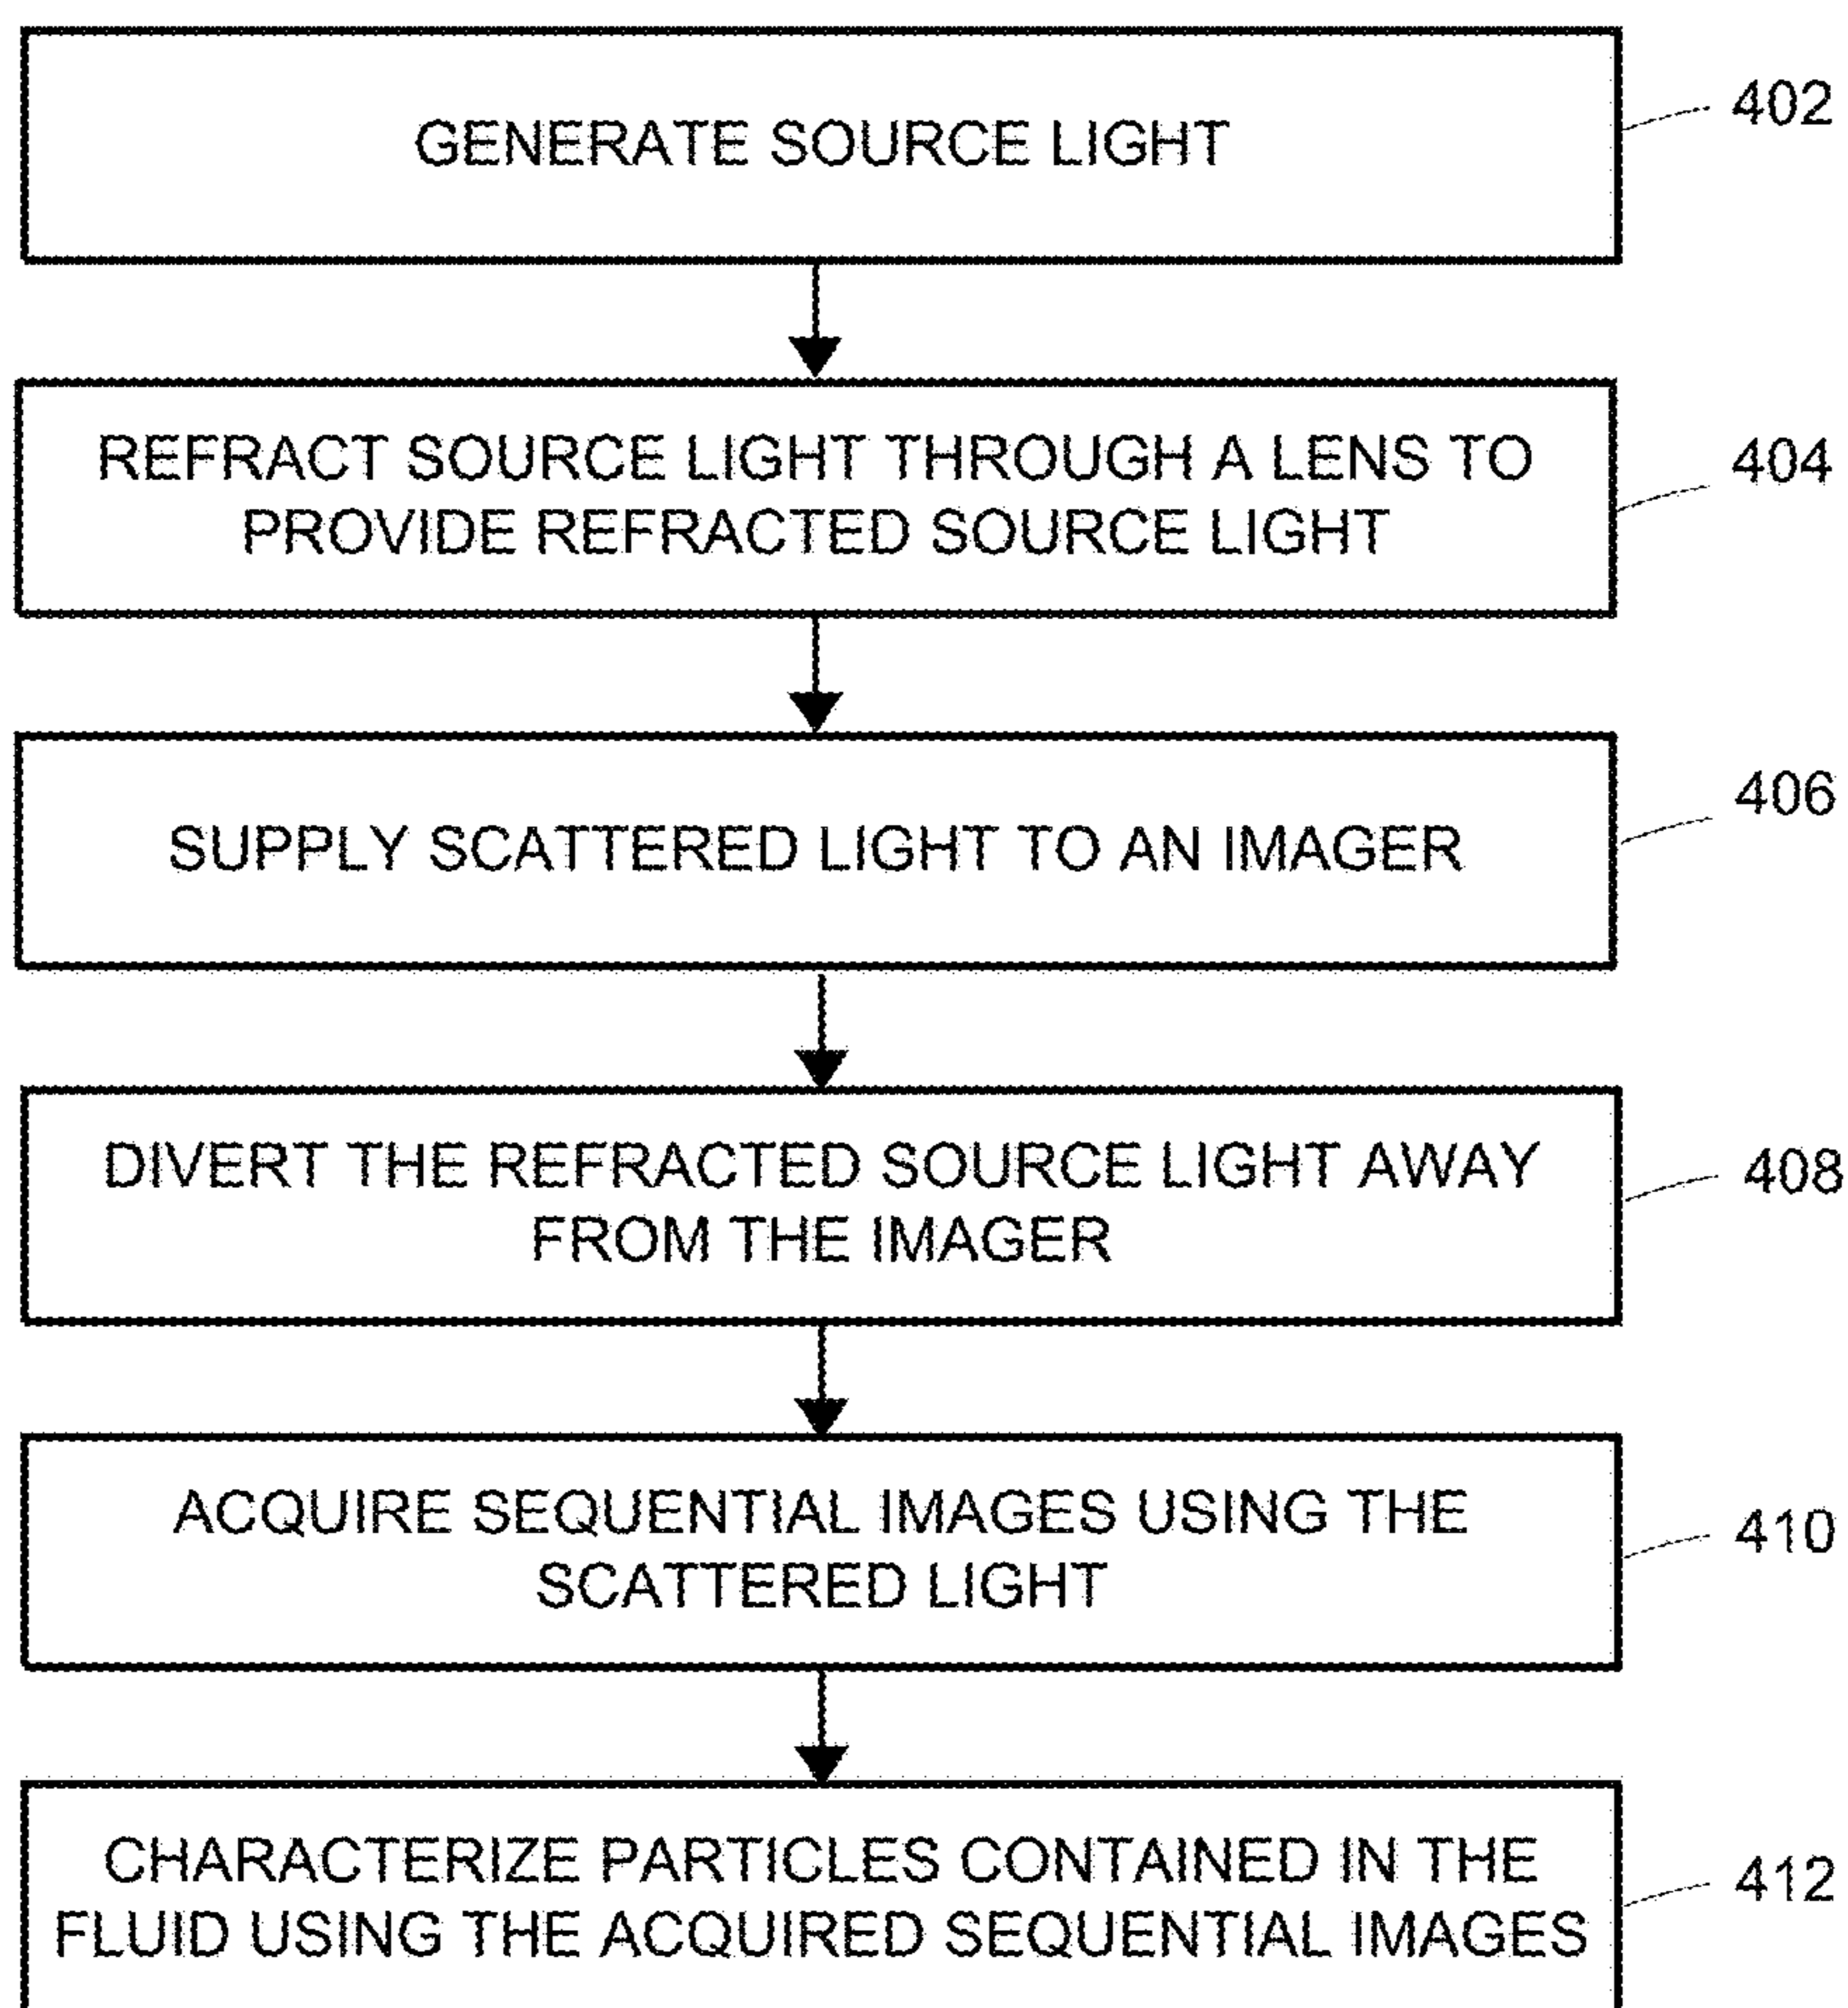 GENERATE SOURCE LIGHT
402
REFRACT SOURCE LIGHT THROUGH A LENS TO
PROVIDE REFRACTED SOURCE LIGHT
404
SUPPLY SCATTERED LIGHT TO AN IMAGER
406
DIVERT THE REFRACTED SOURCE LIGHT AWAY
FROM THE IMAGER
408
ACQUIRE SEQUENTIAL IMAGES USING THE
SCATTERED LIGHT
410
CHARACTERIZE PARTICLES CONTAINED IN THE
FLUID USING THE ACQUIRED SEQUENTIAL IMAGES
412